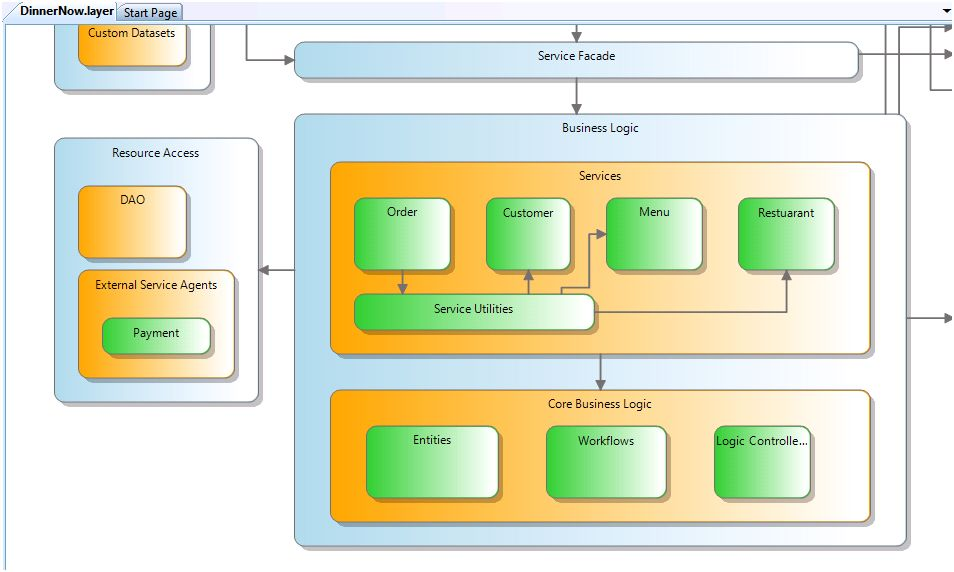 DinnerNow.layer
Start Page
Custom Datasets
Service Facade
Business Logic
Resource Access
DAO
External Service Agents
Payment
Services
Order
Customer
Menu
Restuarant
Service Utilities
Core Business Logic
Entities
Workflows
Logic Controlle...